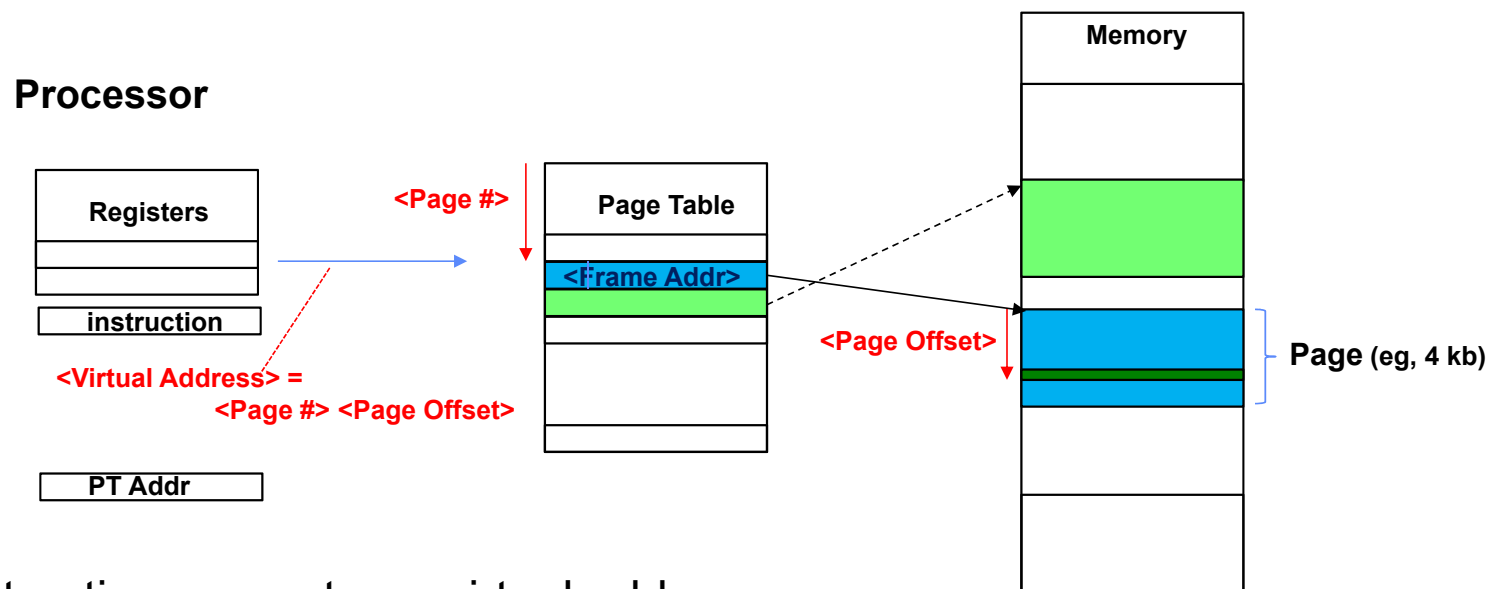 Memory
Processor
Registers
<Page #>
Page Table
<Frame Addr>
instruction
<Page Offset>
Page (eg, 4 kb)
<Virtual Address> =
<Page #> <Page Offset>
PT Addr